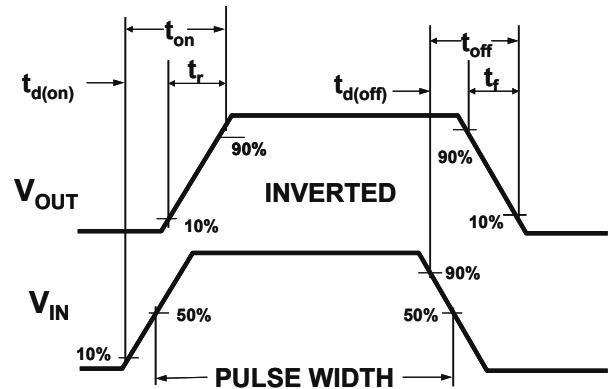 t_on
t_off
t_d(on)
t_r
t_d(off)
t_f
90%
90%
V_OUT
INVERTED
10%
10%
90%
V_IN
50%
50%
10%
PULSE WIDTH